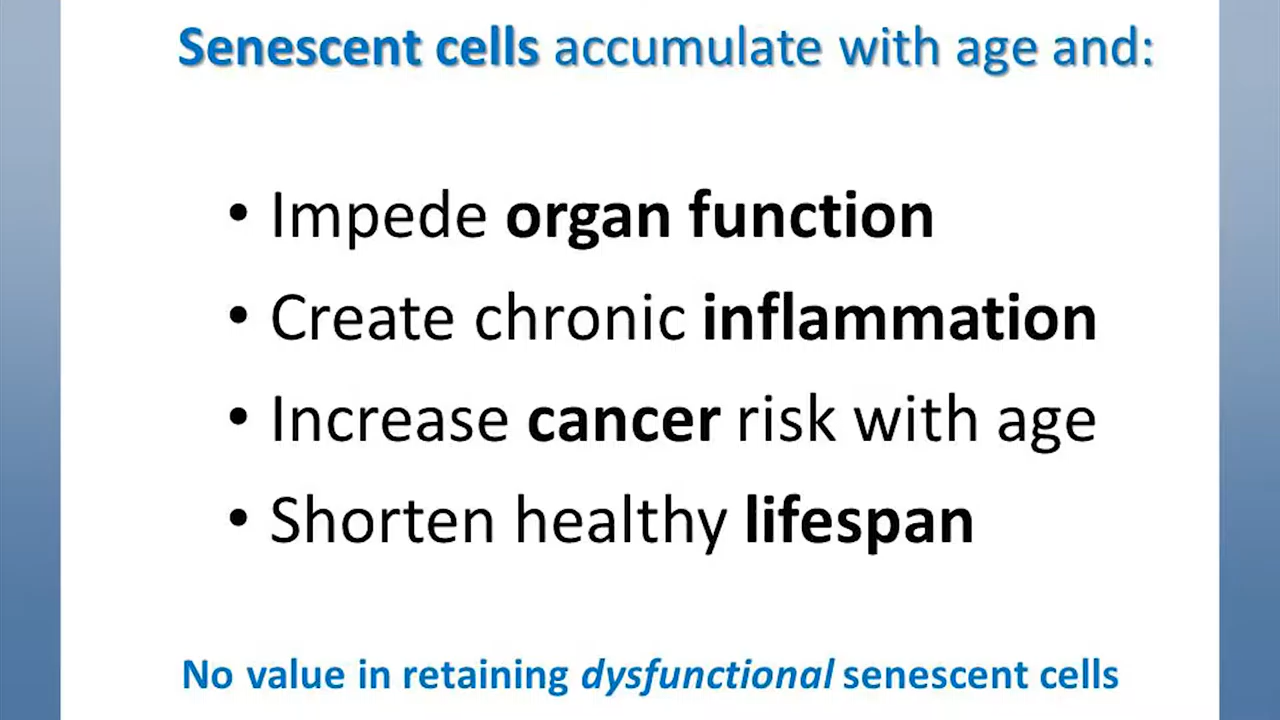 Senescent cells accumulate with age and:
• Impede organ function
• Create chronic inflammation
• Increase cancer risk with age
• Shorten healthy lifespan
No value in retaining dysfunctional senescent cells